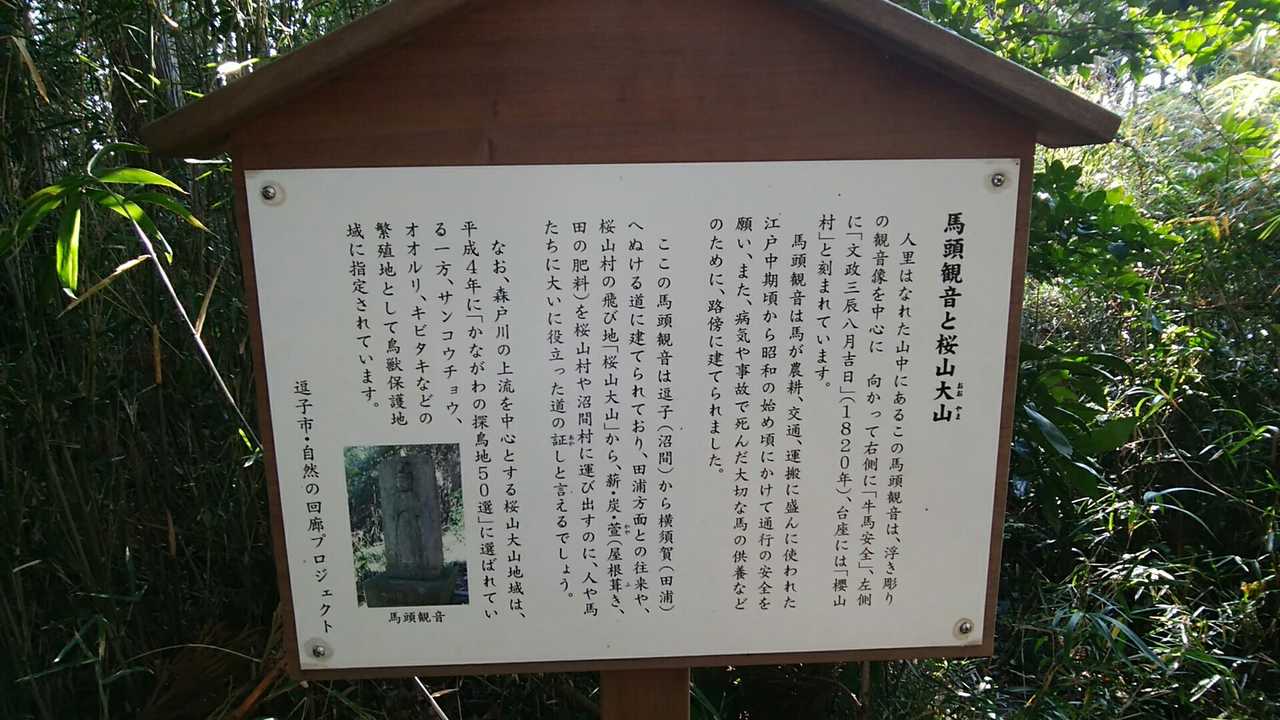 馬頭観音と桜山大山
おお やま
人里はなれた山中にあるこの馬頭観音は、浮き彫り
の観音像を中心に 向かって右側に「牛馬安全」、左側
に「文政三辰八月吉日」(1820年)、台座には「櫻山
村」と刻まれています。
馬頭観音は馬が農耕、交通、運搬に盛んに使われた
江戸中期頃から昭和の始め頃にかけて通行の安全を
願い、また、病気や事故で死んだ大切な馬の供養など
のために、路傍に建てられました。
ここの馬頭観音は逗子(沼間)から横須賀(田浦)
へぬける道に建てられており、田浦方面との往来や、
桜山村の飛び地「桜山大山」から、薪・炭・萱(屋根葺き、
かや ふ
田の肥料)を桜山村や沼間村に運び出すのに、人や馬
たちに大いに役立った道の証しと言えるでしょう。
あか
なお、森戸川の上流を中心とする桜山大山地域は、
平成4年に「かながわの探鳥地50選」に選ばれてい
る一方、サンコウチョウ、
オオルリ、キビタキなどの
繁殖地として鳥獣保護地
域に指定されています。
馬頭観音
逗子市・自然の回廊プロジェクト